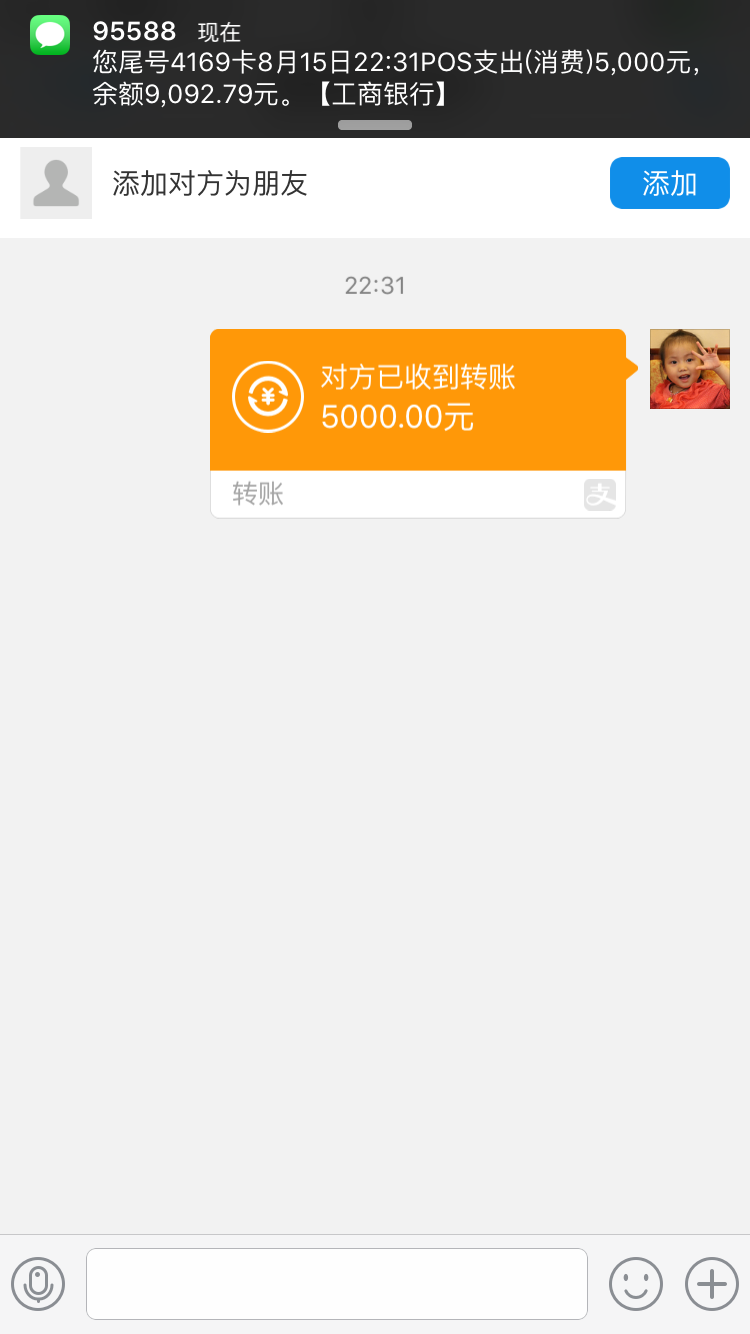 95588 现在
您尾号4169卡8月15日22:31POS支出(消费)5,000元,
余额9,092.79元。【工商银行】
添加对方为朋友
添加
22:31
对方已收到转账
5000.00元
转账
支